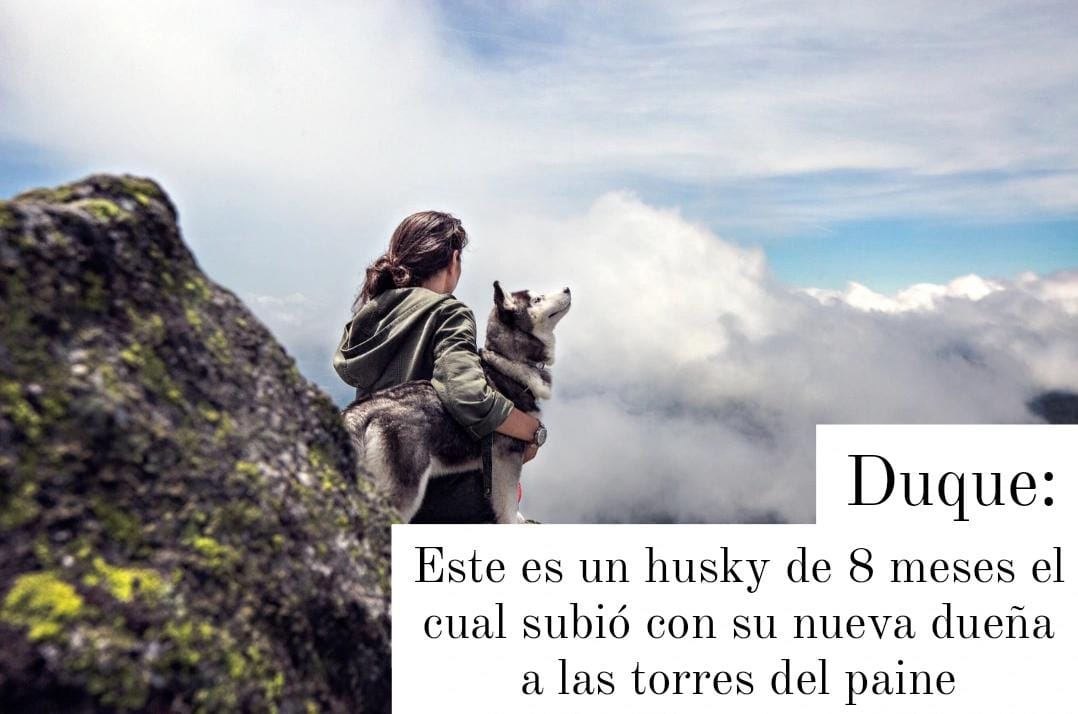 Duque:
Este es un husky de 8 meses el
cual subió con su nueva dueña
a las torres del paine